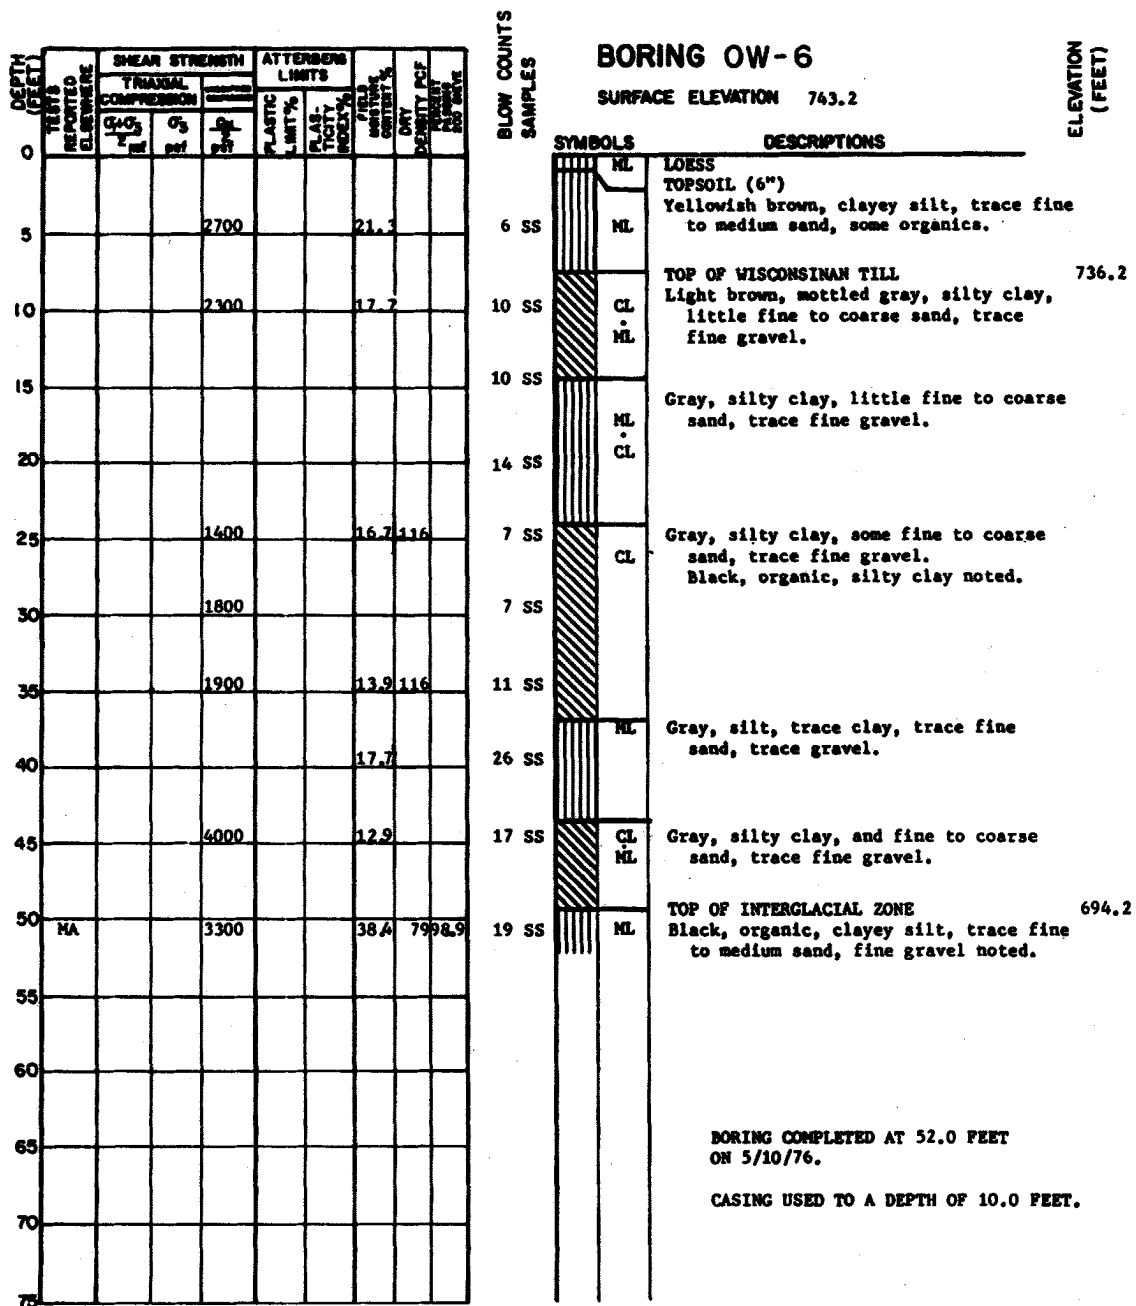 BORING OW-6
SURFACE ELEVATION 743.2
DEPTH (FEET)
TESTS REPORTED ELSEWHERE
SHEAR STRENGTH
TRIAXIAL COMPRESSION
ATTERBERG LIMITS
PLASTIC LIMIT %
PLAS-TICITY INDEX %
FIELD MOISTURE CONTENT %
DRY DENSITY PCF
PERCENT PASSING 200 SIEVE
BLOW COUNTS
SAMPLES
ELEVATION (FEET)
SYMBOLS DESCRIPTIONS
0
ML LOESS
TOPSOIL (6")
Yellowish brown, clayey silt, trace fine
5 2700 21.3 6 SS ML to medium sand, some organics.
TOP OF WISCONSINAN TILL 736.2
Light brown, mottled gray, silty clay,
10 2300 17.7 10 SS CL little fine to coarse sand, trace
ML fine gravel.
15 10 SS
Gray, silty clay, little fine to coarse
ML sand, trace fine gravel.
20 14 SS CL
25 1400 16.7 116 7 SS Gray, silty clay, some fine to coarse
CL sand, trace fine gravel.
Black, organic, silty clay noted.
30 1800 7 SS
35 1900 13.9 116 11 SS
ML Gray, silt, trace clay, trace fine
sand, trace gravel.
40 17.7 26 SS
45 4000 12.9 17 SS CL Gray, silty clay, and fine to coarse
ML sand, trace fine gravel.
TOP OF INTERGLACIAL ZONE 694.2
50 MA 3300 38.4 79 98.9 19 SS ML Black, organic, clayey silt, trace fine
to medium sand, fine gravel noted.
55
60
65
70
75
BORING COMPLETED AT 52.0 FEET
ON 5/10/76.
CASING USED TO A DEPTH OF 10.0 FEET.